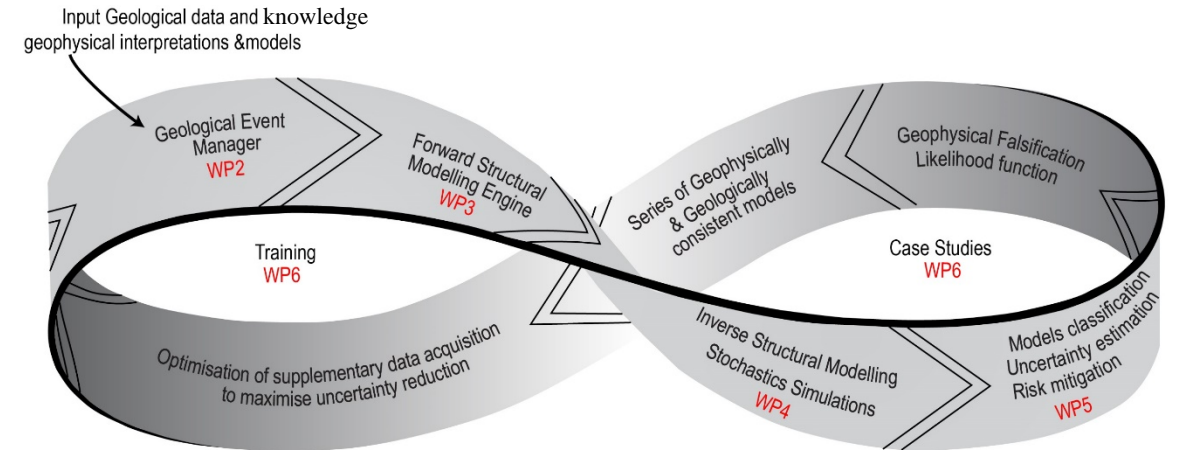 Input Geological data and knowledge
geophysical interpretations &models
Geological Event
Manager
WP2
Forward Structural
Modelling Engine
WP3
Series of Geophysically
& Geologically
consistent models
Geophysical Falsification
Likelihood function
Training
WP6
Case Studies
WP6
Optimisation of supplementary data acquisition
to maximise uncertainty reduction
Inverse Structural Modelling
Stochastics Simulations
WP4
Models classification
Uncertainty estimation
Risk mitigation
WP5